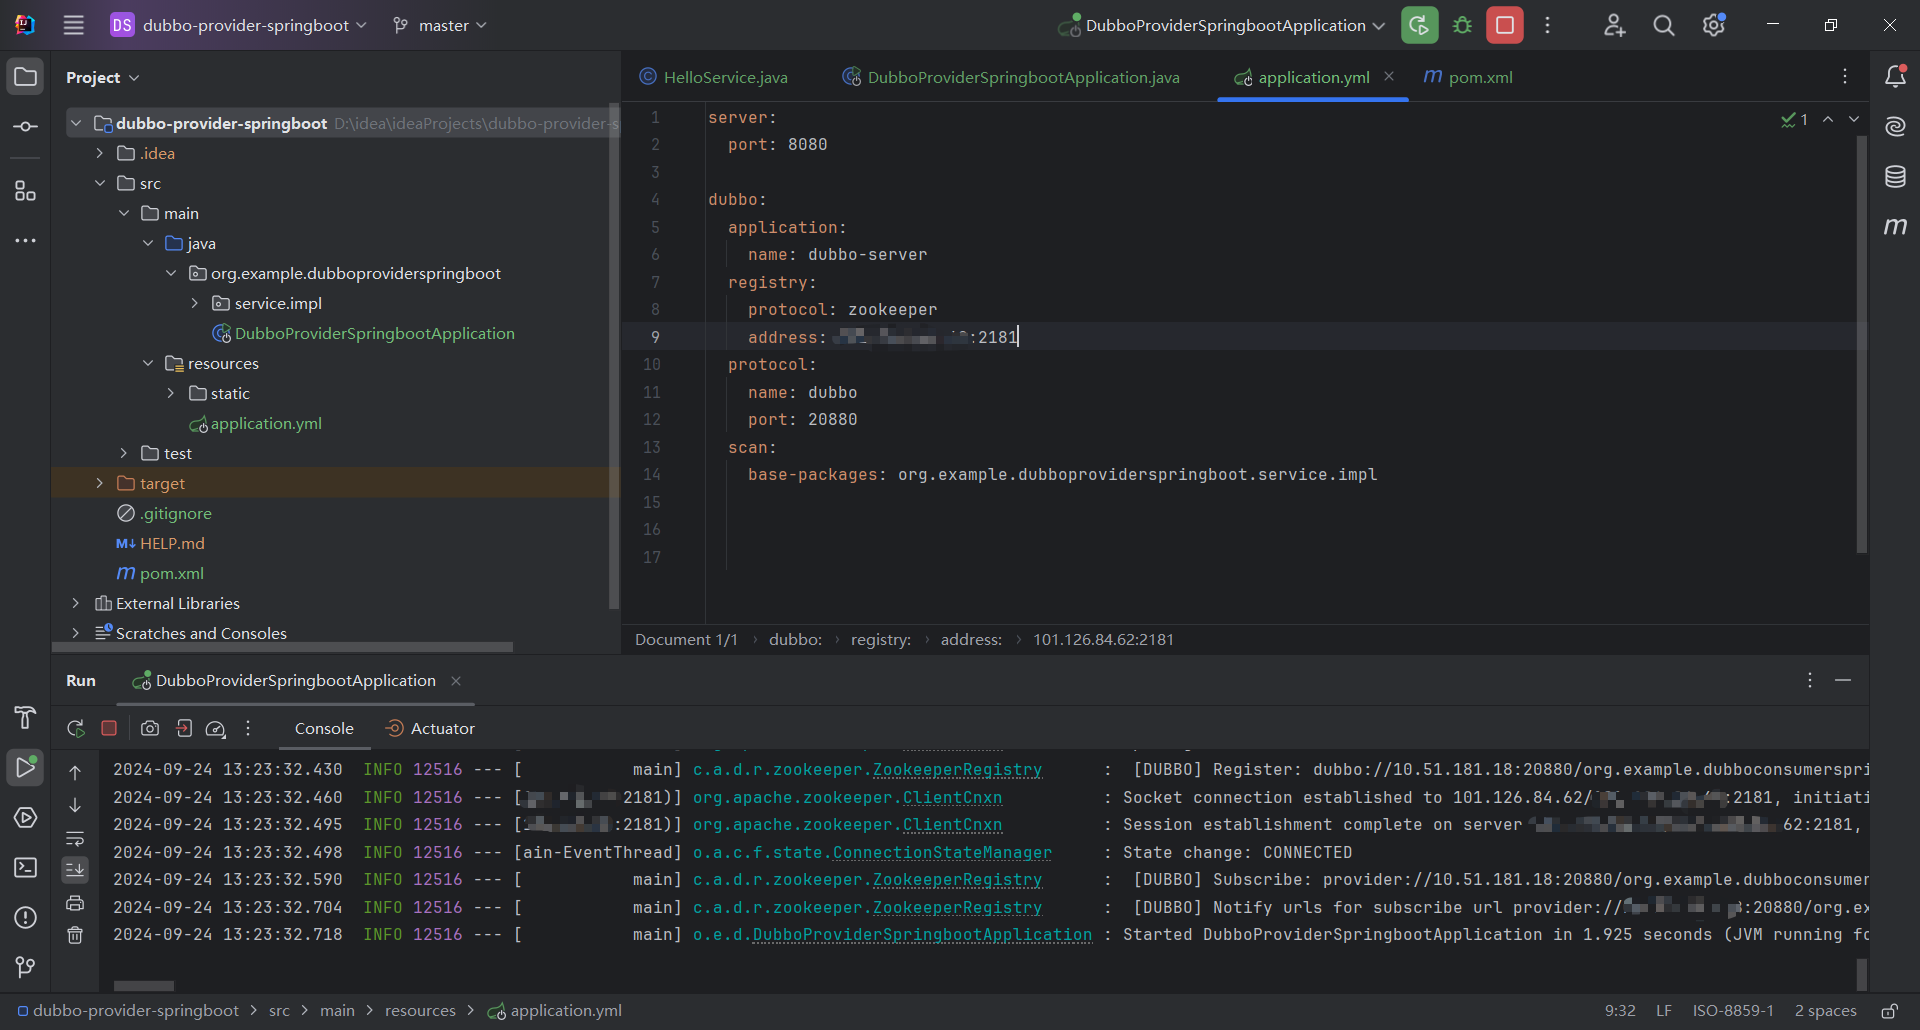 DS dubbo-provider-springboot master DubboProviderSpringbootApplication
Project
dubbo-provider-springboot D:\idea\ideaProjects\dubbo-provider-s
.idea
src
main
java
org.example.dubboproviderspringboot
service.impl
DubboProviderSpringbootApplication
resources
static
application.yml
test
target
.gitignore
M↓ HELP.md
m pom.xml
External Libraries
Scratches and Consoles
HelloService.java DubboProviderSpringbootApplication.java application.yml m pom.xml
1 server:
2 port: 8080
3
4 dubbo:
5 application:
6 name: dubbo-server
7 registry:
8 protocol: zookeeper
9 address: :2181
10 protocol:
11 name: dubbo
12 port: 20880
13 scan:
14 base-packages: org.example.dubboproviderspringboot.service.impl
15
16
17
1
m
Document 1/1 › dubbo: › registry: › address: › 101.126.84.62:2181
Run DubboProviderSpringbootApplication
Console Actuator
2024-09-24 13:23:32.430 INFO 12516 --- [ main] c.a.d.r.zookeeper.ZookeeperRegistry : [DUBBO] Register: dubbo://10.51.181.18:20880/org.example.dubboconsumerspri
2024-09-24 13:23:32.460 INFO 12516 --- [ 2181)] org.apache.zookeeper.ClientCnxn : Socket connection established to 101.126.84.62/ :2181, initiati
2024-09-24 13:23:32.495 INFO 12516 --- [ :2181)] org.apache.zookeeper.ClientCnxn : Session establishment complete on server 62:2181,
2024-09-24 13:23:32.498 INFO 12516 --- [ain-EventThread] o.a.c.f.state.ConnectionStateManager : State change: CONNECTED
2024-09-24 13:23:32.590 INFO 12516 --- [ main] c.a.d.r.zookeeper.ZookeeperRegistry : [DUBBO] Subscribe: provider://10.51.181.18:20880/org.example.dubboconsumer
2024-09-24 13:23:32.704 INFO 12516 --- [ main] c.a.d.r.zookeeper.ZookeeperRegistry : [DUBBO] Notify urls for subscribe url provider:// :20880/org.ex
2024-09-24 13:23:32.718 INFO 12516 --- [ main] o.e.d.DubboProviderSpringbootApplication : Started DubboProviderSpringbootApplication in 1.925 seconds (JVM running fo
dubbo-provider-springboot > src > main > resources > application.yml 9:32 LF ISO-8859-1 2 spaces